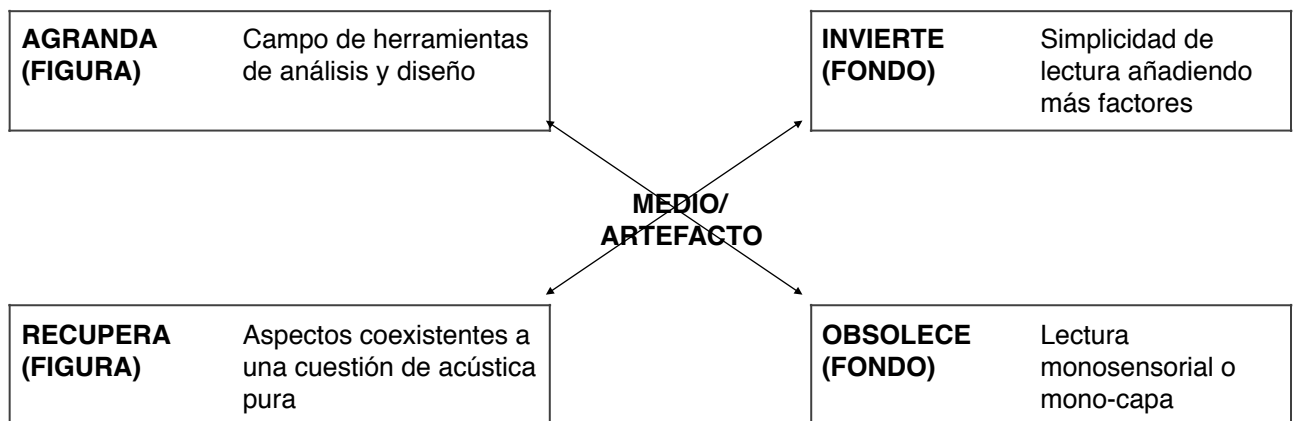 AGRANDA
(FIGURA)
Campo de herramientas
de análisis y diseño
INVIERTE
(FONDO)
Simplicidad de
lectura añadiendo
más factores
MEDIO/
ARTEFACTO
RECUPERA
(FIGURA)
Aspectos coexistentes a
una cuestión de acústica
pura
OBSOLECE
(FONDO)
Lectura
monosensorial o
mono-capa